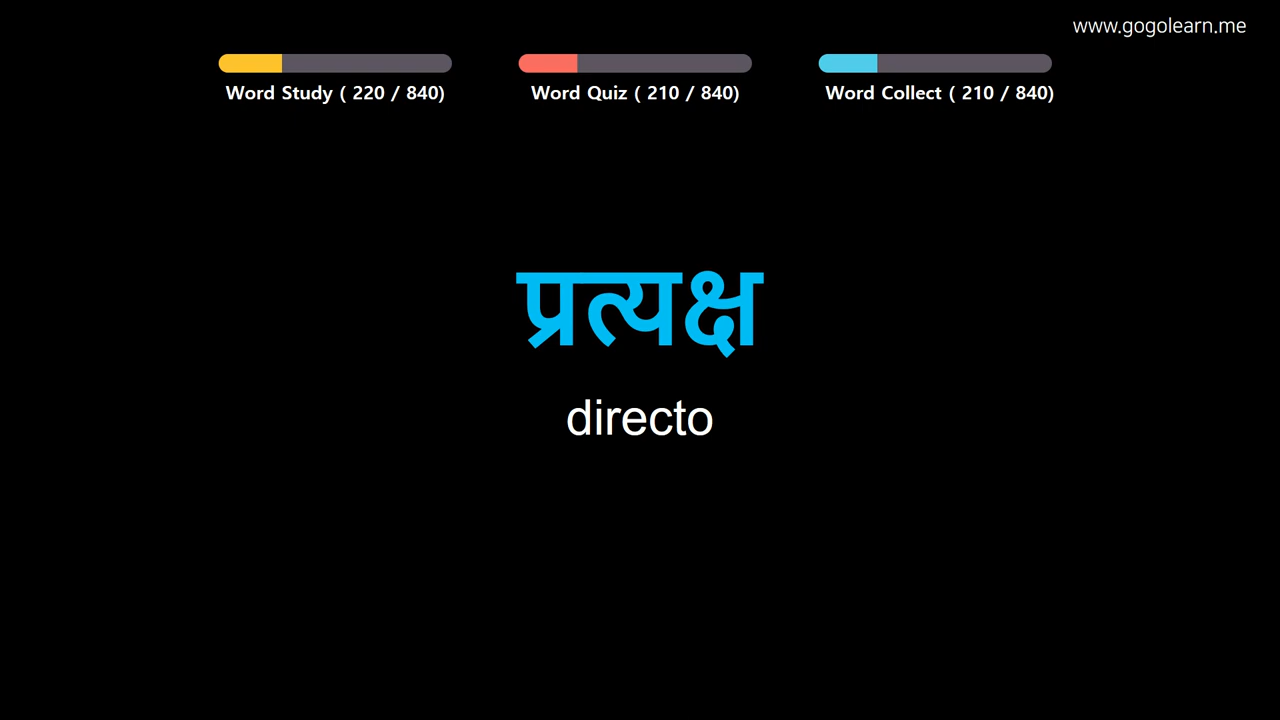 www.gogolearn.me
Word Study ( 220 / 840)
Word Quiz ( 210 / 840)
Word Collect ( 210 / 840)
प्रत्यक्ष
directo